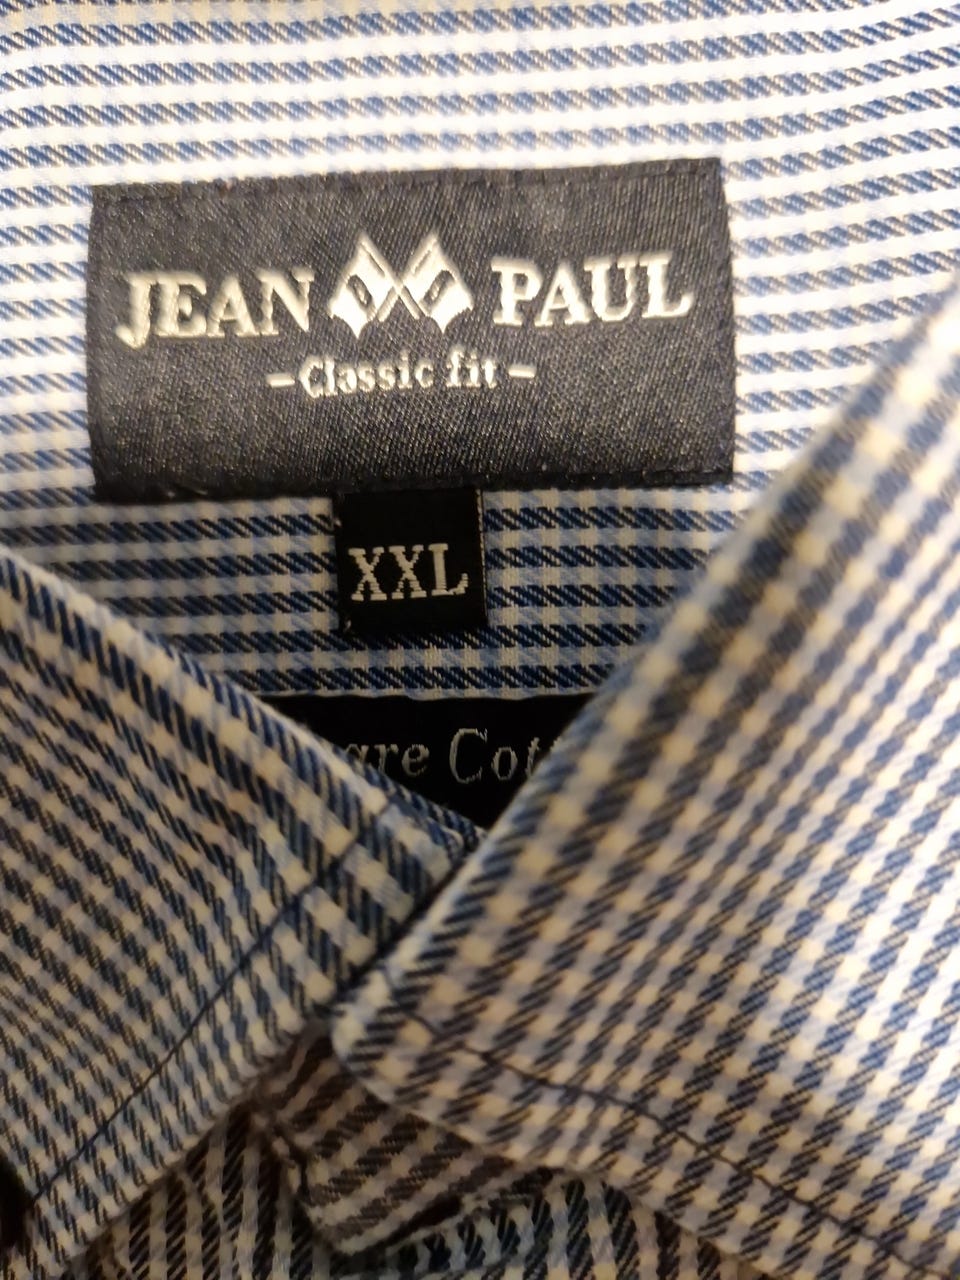 JEAN PAUL
-Classic fit-
XXL